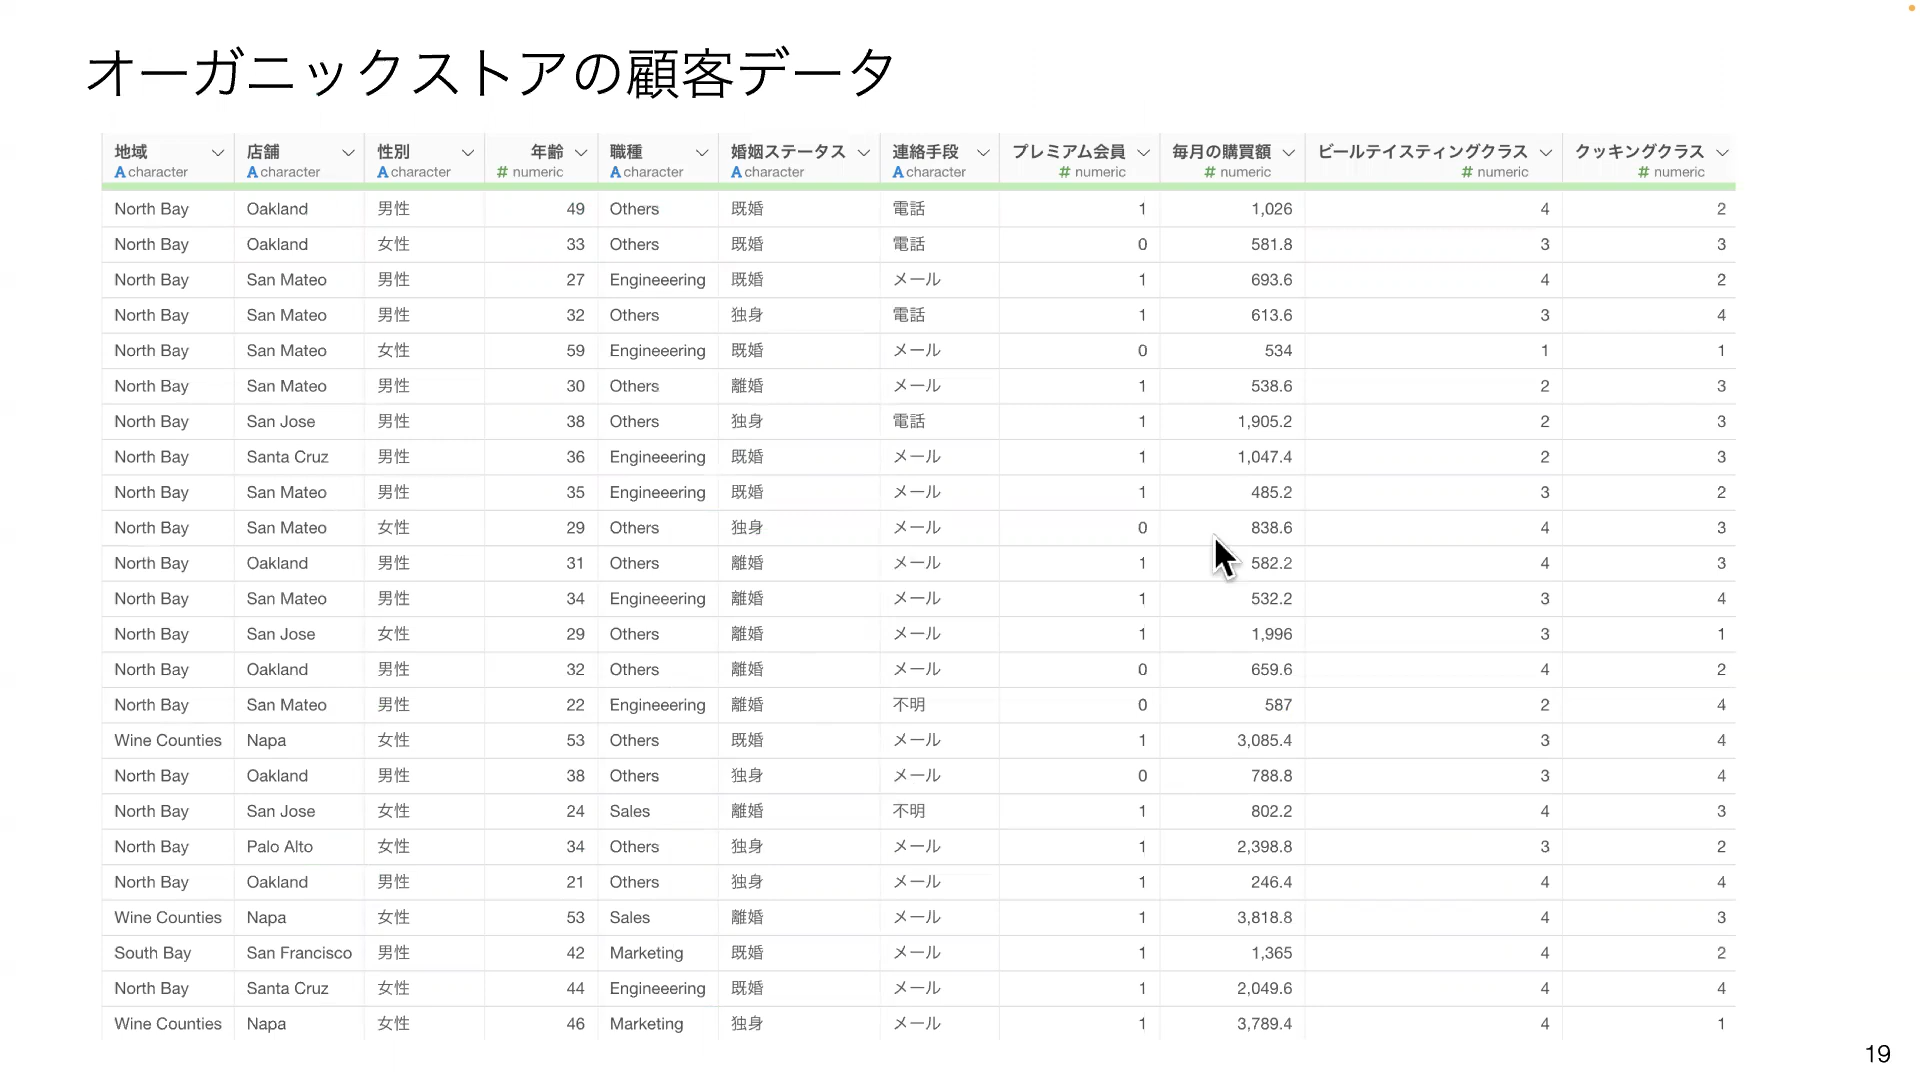 オーガニックストアの顧客データ
地域 店舗 性別 年齢 職種 婚姻ステータス 連絡手段 プレミアム会員 毎月の購買額 ビールテイスティングクラス クッキングクラス
A character A character A character # numeric A character A character A character # numeric # numeric # numeric # numeric
North Bay Oakland 男性 49 Others 既婚 電話 1 1,026 4 2
North Bay Oakland 女性 33 Others 既婚 電話 0 581.8 3 3
North Bay San Mateo 男性 27 Engineeering 既婚 メール 1 693.6 4 2
North Bay San Mateo 男性 32 Others 独身 電話 1 613.6 3 4
North Bay San Mateo 女性 59 Engineeering 既婚 メール 0 534 1 1
North Bay San Mateo 男性 30 Others 離婚 メール 1 538.6 2 3
North Bay San Jose 男性 38 Others 独身 電話 1 1,905.2 2 3
North Bay Santa Cruz 男性 36 Engineeering 既婚 メール 1 1,047.4 2 3
North Bay San Mateo 男性 35 Engineeering 既婚 メール 1 485.2 3 2
North Bay San Mateo 女性 29 Others 独身 メール 0 838.6 4 3
North Bay Oakland 男性 31 Others 離婚 メール 1 582.2 4 3
North Bay San Mateo 男性 34 Engineeering 離婚 メール 1 532.2 3 4
North Bay San Jose 女性 29 Others 離婚 メール 1 1,996 3 1
North Bay Oakland 男性 32 Others 離婚 メール 0 659.6 4 2
North Bay San Mateo 男性 22 Engineeering 離婚 不明 0 587 2 4
Wine Counties Napa 女性 53 Others 既婚 メール 1 3,085.4 3 4
North Bay Oakland 男性 38 Others 独身 メール 0 788.8 3 4
North Bay San Jose 女性 24 Sales 離婚 不明 1 802.2 4 3
North Bay Palo Alto 女性 34 Others 独身 メール 1 2,398.8 3 2
North Bay Oakland 男性 21 Others 独身 メール 1 246.4 4 4
Wine Counties Napa 女性 53 Sales 離婚 メール 1 3,818.8 4 3
South Bay San Francisco 男性 42 Marketing 既婚 メール 1 1,365 4 2
North Bay Santa Cruz 女性 44 Engineeering 既婚 メール 1 2,049.6 4 4
Wine Counties Napa 女性 46 Marketing 独身 メール 1 3,789.4 4 1
19